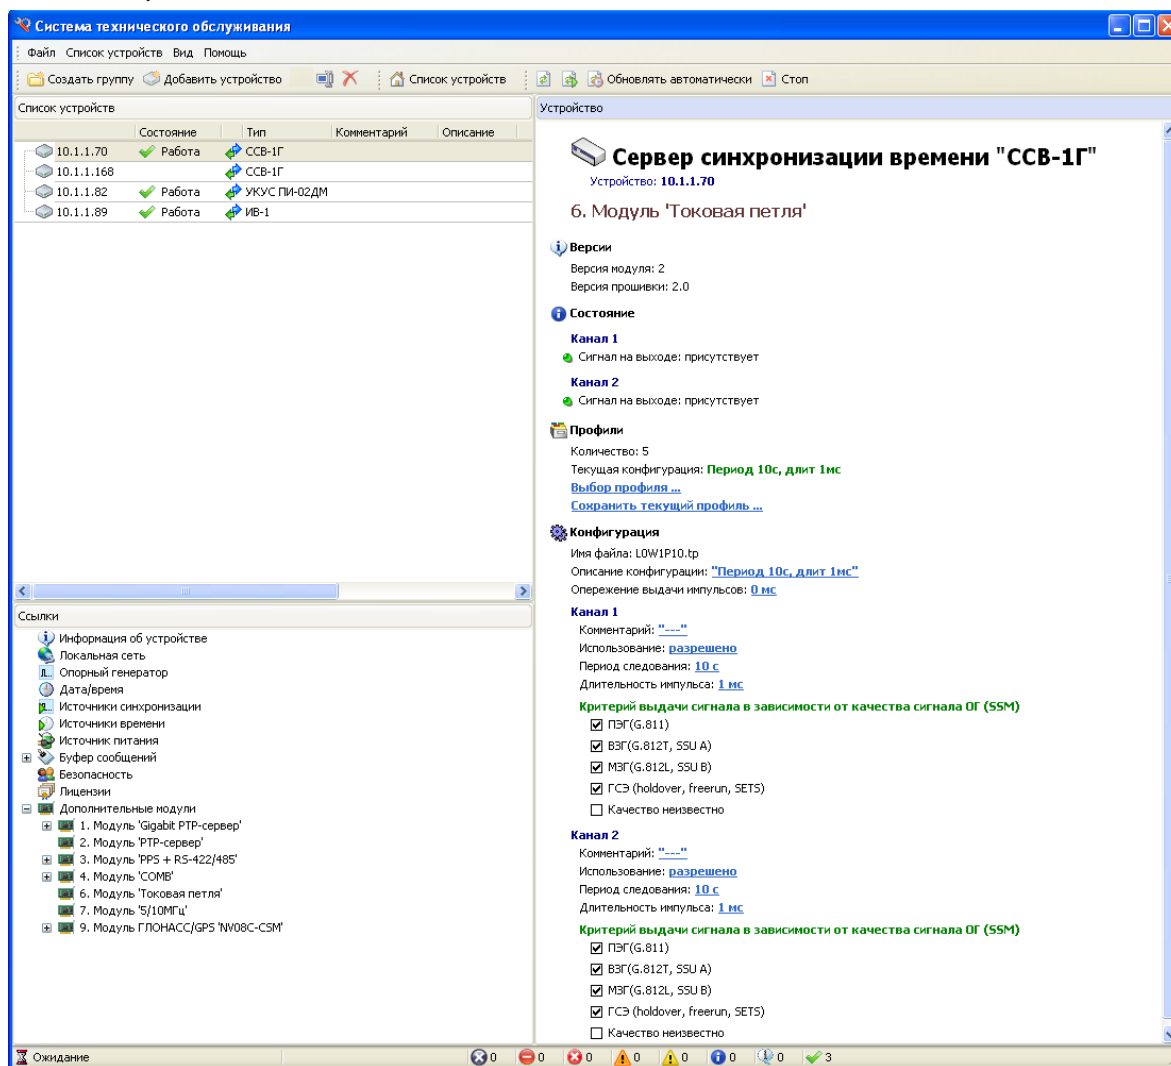 Система технического обслуживания
Файл Список устройств Вид Помощь
Создать группу Добавить устройство Список устройств Обновлять автоматически Стоп
Список устройств
Состояние Тип Комментарий Описание
10.1.1.70 Работа ССВ-1Г
10.1.1.168 ССВ-1Г
10.1.1.82 Работа УКУС ПИ-02ДМ
10.1.1.89 Работа ИВ-1
Ссылки
Информация об устройстве
Локальная сеть
Опорный генератор
Дата/время
Источники синхронизации
Источники времени
Источник питания
Буфер сообщений
Безопасность
Лицензии
Дополнительные модули
1. Модуль 'Gigabit PTP-сервер'
2. Модуль 'PTP-сервер'
3. Модуль 'PPS + RS-422/485'
4. Модуль 'COMB'
6. Модуль 'Токовая петля'
7. Модуль '5/10МГц'
9. Модуль ГЛОНАСС/GPS 'NV08C-CSM'
Устройство
Сервер синхронизации времени "ССВ-1Г"
Устройство: 10.1.1.70
6. Модуль 'Токовая петля'
Версии
Версия модуля: 2
Версия прошивки: 2.0
Состояние
Канал 1
Сигнал на выходе: присутствует
Канал 2
Сигнал на выходе: присутствует
Профили
Количество: 5
Текущая конфигурация: Период 10с, длит 1мс
Выбор профиля ...
Сохранить текущий профиль ...
Конфигурация
Имя файла: L0W1P10.tp
Описание конфигурации: "Период 10с, длит 1мс"
Опережение выдачи импульсов: 0 мс
Канал 1
Комментарий: "---"
Использование: разрешено
Период следования: 10 с
Длительность импульса: 1 мс
Критерий выдачи сигнала в зависимости от качества сигнала ОГ (SSM)
ПЭГ(G.811)
ВЗГ(G.812T, SSU A)
МЗГ(G.812L, SSU B)
ГСЭ (holdover, freerun, SETS)
Качество неизвестно
Канал 2
Комментарий: "---"
Использование: разрешено
Период следования: 10 с
Длительность импульса: 1 мс
Критерий выдачи сигнала в зависимости от качества сигнала ОГ (SSM)
ПЭГ(G.811)
ВЗГ(G.812T, SSU A)
МЗГ(G.812L, SSU B)
ГСЭ (holdover, freerun, SETS)
Качество неизвестно
Ожидание 0 0 0 0 0 0 0 3